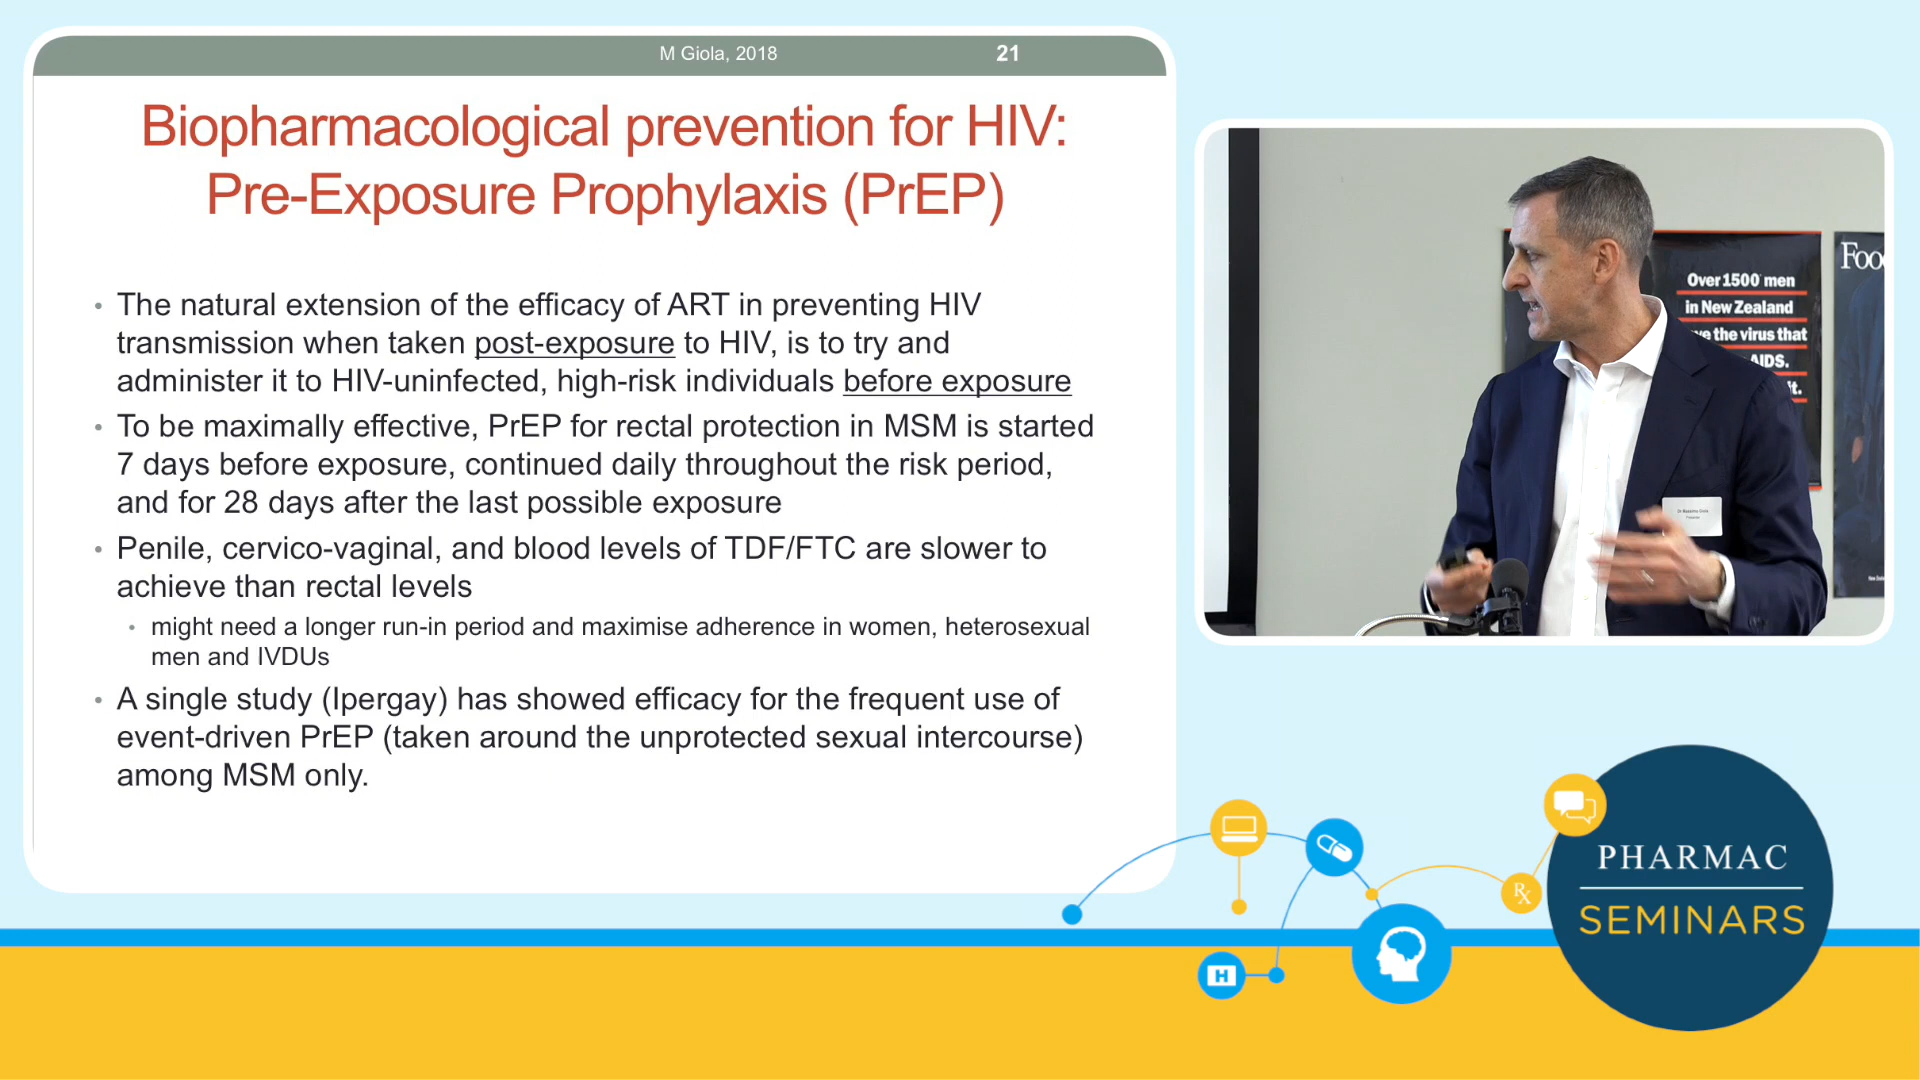 M Giola, 2018
21
Biopharmacological prevention for HIV:
Pre-Exposure Prophylaxis (PrEP)
• The natural extension of the efficacy of ART in preventing HIV
transmission when taken post-exposure to HIV, is to try and
administer it to HIV-uninfected, high-risk individuals before exposure
• To be maximally effective, PrEP for rectal protection in MSM is started
7 days before exposure, continued daily throughout the risk period,
and for 28 days after the last possible exposure
• Penile, cervico-vaginal, and blood levels of TDF/FTC are slower to
achieve than rectal levels
• might need a longer run-in period and maximise adherence in women, heterosexual
men and IVDUs
• A single study (Ipergay) has showed efficacy for the frequent use of
event-driven PrEP (taken around the unprotected sexual intercourse)
among MSM only.
Over 1500 men
in New Zealand
the virus that
AIDS.
Foo
H
Rx
PHARMAC
SEMINARS